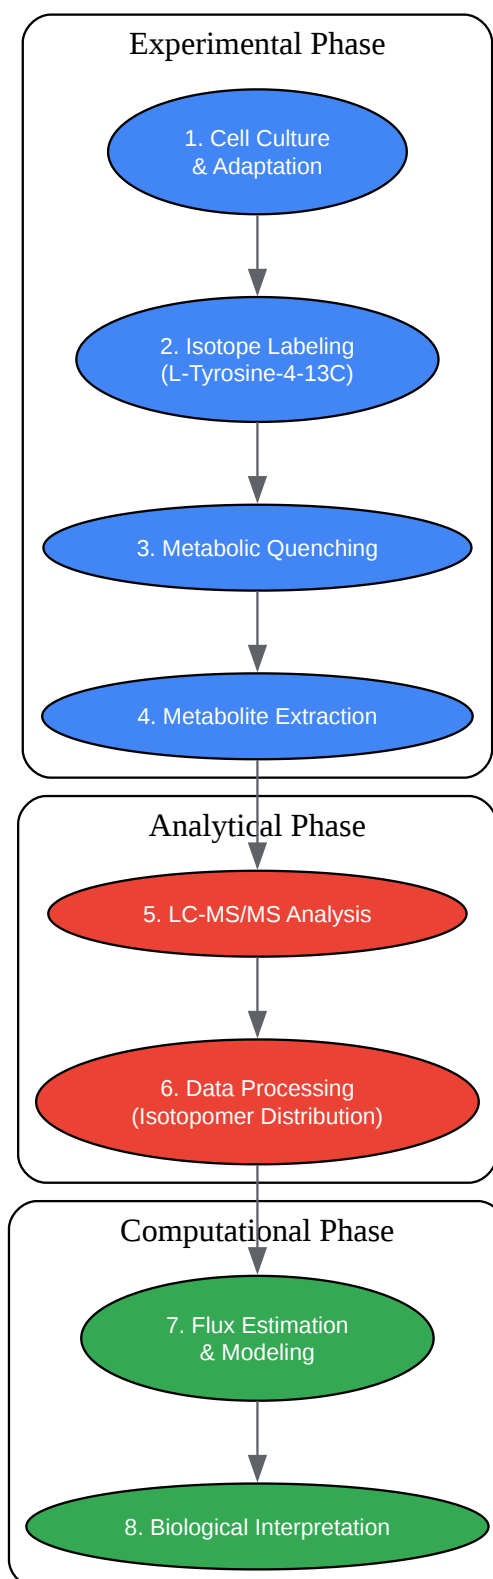 Experimental Phase
1. Cell Culture
& Adaptation
2. Isotope Labeling
(L-Tyrosine-4-13C)
3. Metabolic Quenching
4. Metabolite Extraction
Analytical Phase
5. LC-MS/MS Analysis
6. Data Processing
(Isotopomer Distribution)
Computational Phase
7. Flux Estimation
& Modeling
8. Biological Interpretation